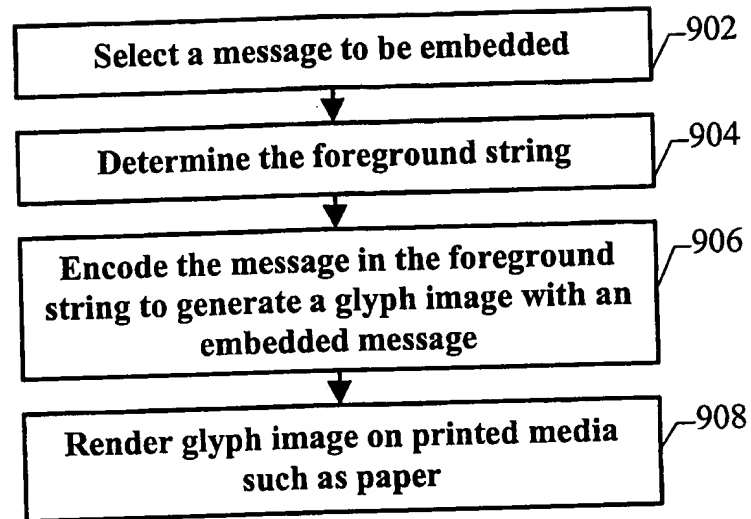 Select a message to be embedded
902
Determine the foreground string
904
Encode the message in the foreground
string to generate a glyph image with an
embedded message
906
Render glyph image on printed media
such as paper
908